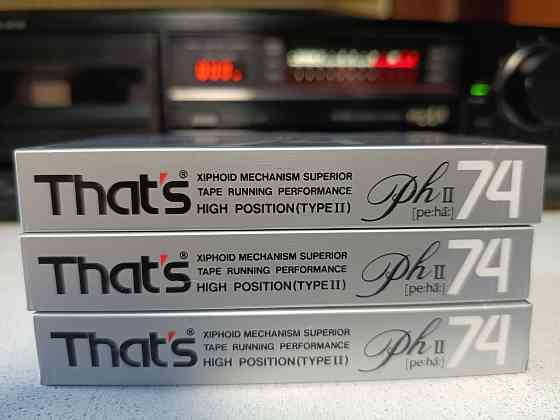 That's®
XIPHOID MECHANISM SUPERIOR
TAPE RUNNING PERFORMANCE
HIGH POSITION(TYPE II)
Ph II
[pe:hā:]
74
That's®
XIPHOID MECHANISM SUPERIOR
TAPE RUNNING PERFORMANCE
HIGH POSITION(TYPE II)
Ph II
[pe:hā:]
74
That's®
XIPHOID MECHANISM SUPERIOR
TAPE RUNNING PERFORMANCE
HIGH POSITION(TYPE II)
Ph II
[pe:hā:]
74